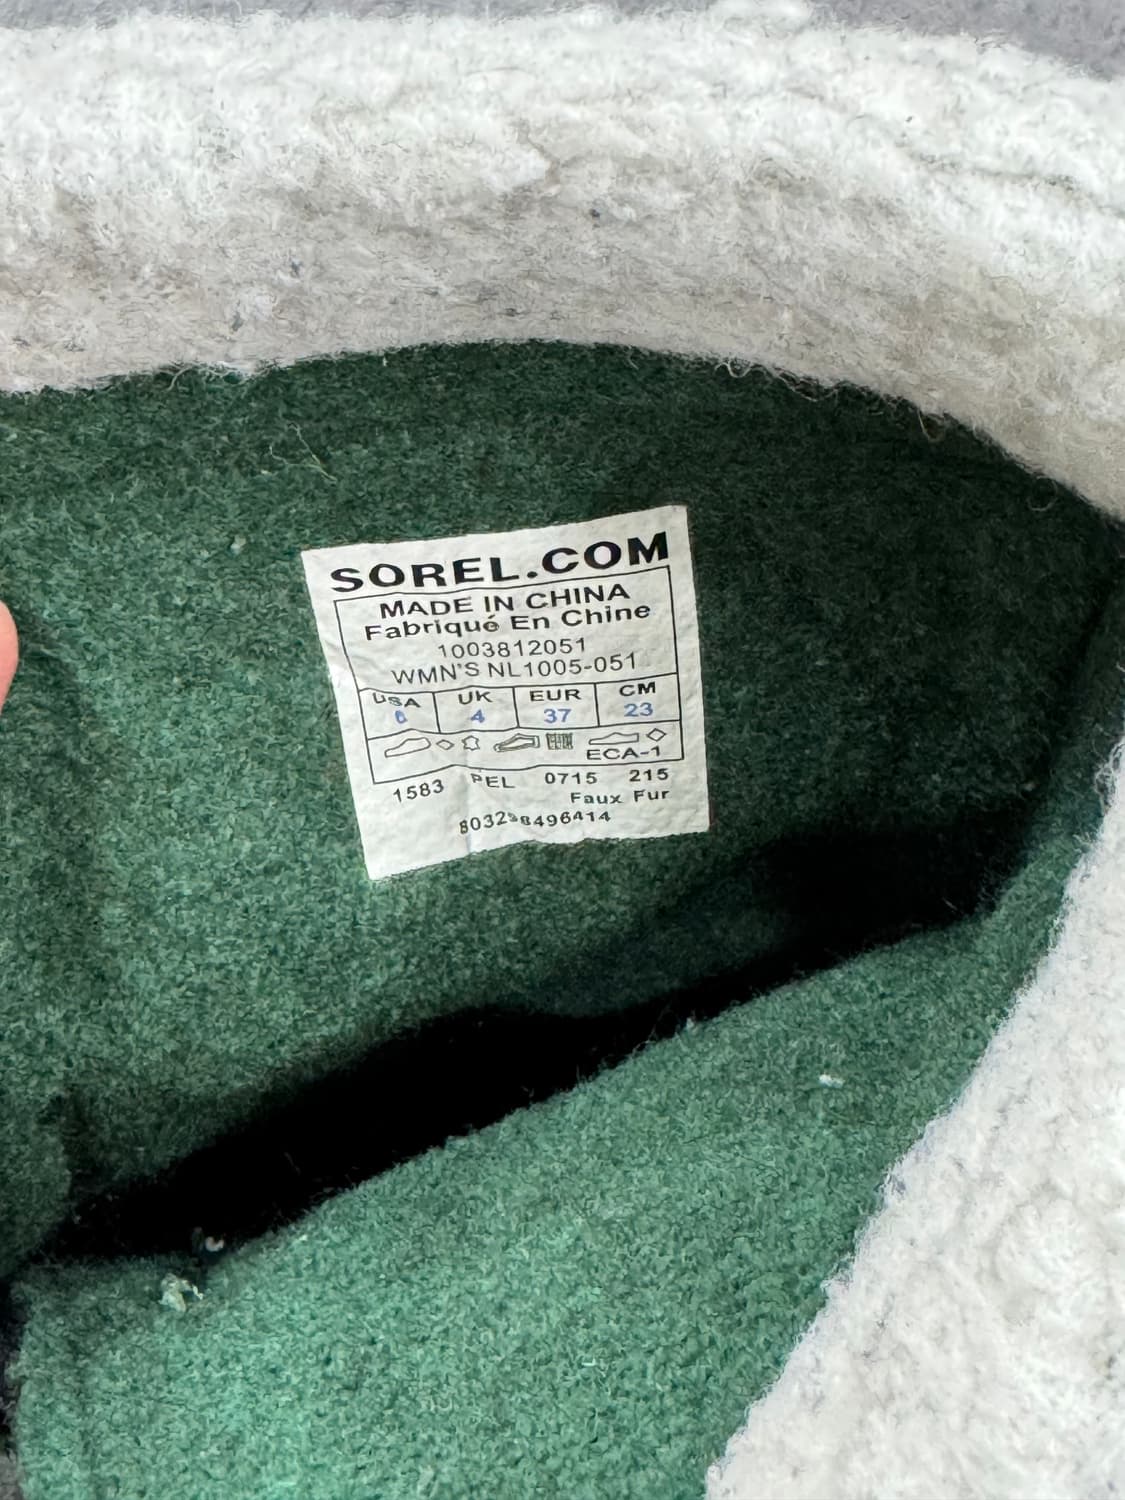 SOREL.COM
MADE IN CHINA
Fabriqué En Chine
1003812051
WMN'S NL1005-051
USA UK EUR CM
6 4 37 23
ECA-1
1583 PEL 0715 215
Faux Fur